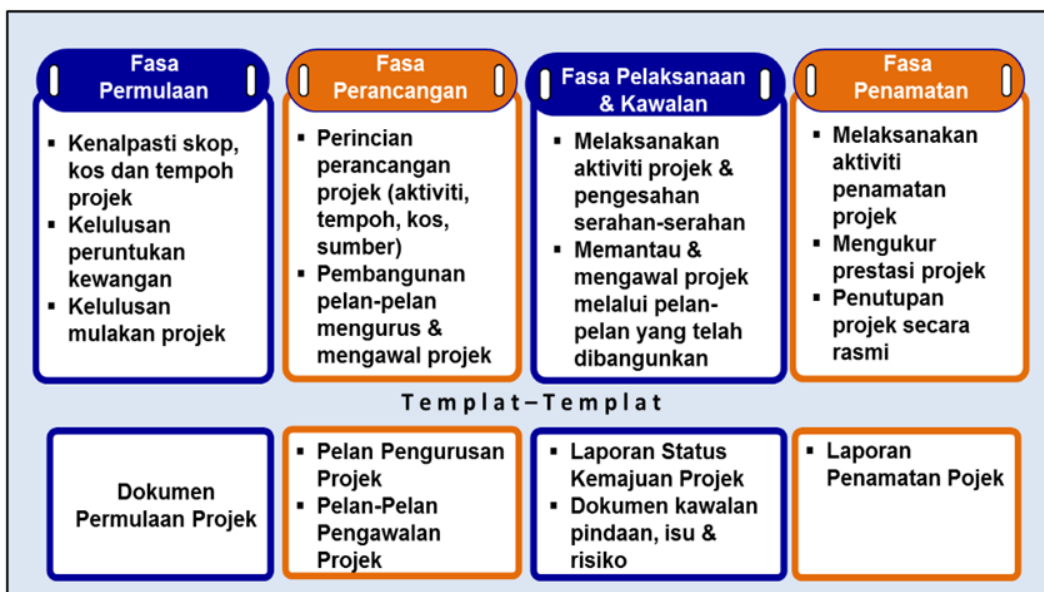 Fasa
Permulaan
▪ Kenalpasti skop,
kos dan tempoh
projek
▪ Kelulusan
peruntukan
kewangan
▪ Kelulusan
mulakan projek
Fasa
Perancangan
▪ Perincian
perancangan
projek (aktiviti,
tempoh, kos,
sumber)
▪ Pembangunan
pelan-pelan
mengurus &
mengawal projek
Fasa Pelaksanaan
& Kawalan
▪ Melaksanakan
aktiviti projek &
pengesahan
serahan-serahan
▪ Memantau &
mengawal projek
melalui pelan-
pelan yang telah
dibangunkan
Fasa
Penamatan
▪ Melaksanakan
aktiviti
penamatan
projek
▪ Mengukur
prestasi projek
▪ Penutupan
projek secara
rasmi
Templat–Templat
Dokumen
Permulaan Projek
▪ Pelan Pengurusan
Projek
▪ Pelan-Pelan
Pengawalan
Projek
▪ Laporan Status
Kemajuan Projek
▪ Dokumen kawalan
pindaan, isu &
risiko
▪ Laporan
Penamatan Pojek